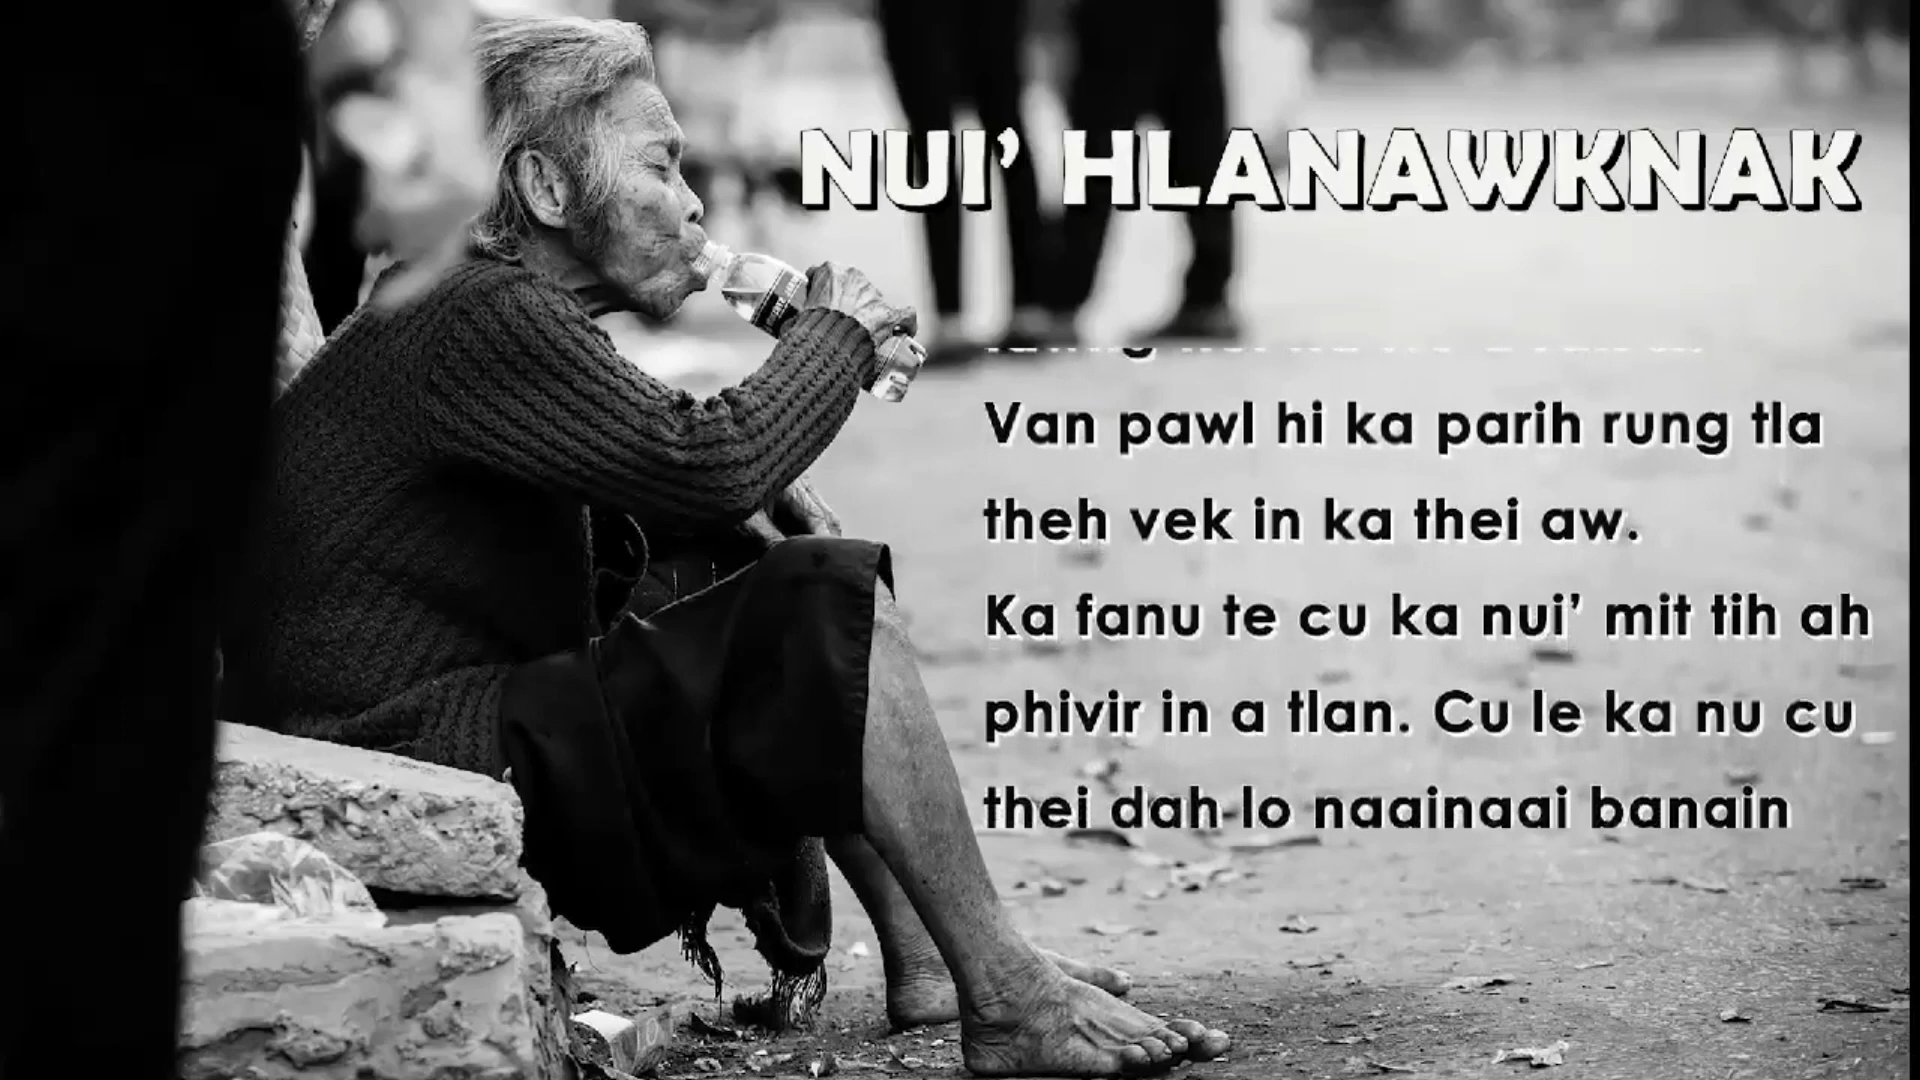 NUI’ HLANAWKNAK
Van pawl hi ka parih rung tla
theh vek in ka thei aw.
Ka fanu te cu ka nui’ mit tih ah
phivir in a tlan. Cu le ka nu cu
thei dah lo naainaai banain